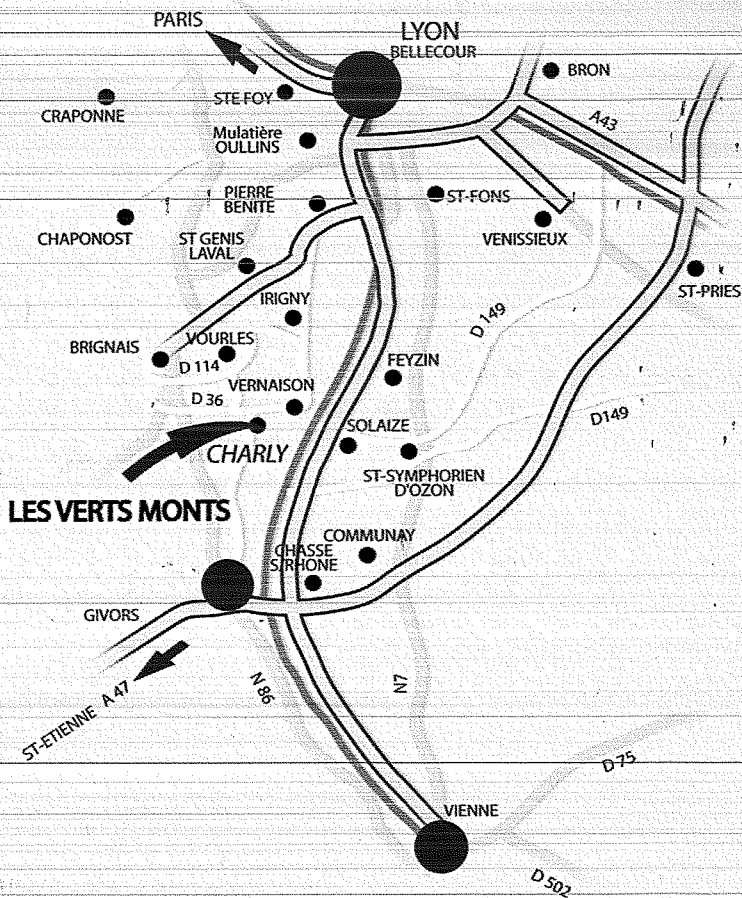 PARIS
LYON
BELLECOUR
BRON
CRAPONNE
STE FOY
A43
Mulatière
OULLINS
PIERRE
BENITE
ST-FONS
CHAPONOST
ST GENIS
LAVAL
VENISSIEUX
ST-PRIES
IRIGNY
D 149
BRIGNAIS
VOURLES
D 114
FEYZIN
VERNAISON
D 36
D149
SOLAIZE
CHARLY
ST-SYMPHORIEN
D'OZON
LES VERTS MONTS
COMMUNAY
CHASSE
S/RHONE
GIVORS
N 86
N7
ST-ETIENNE A 47
D 75
VIENNE
D 502